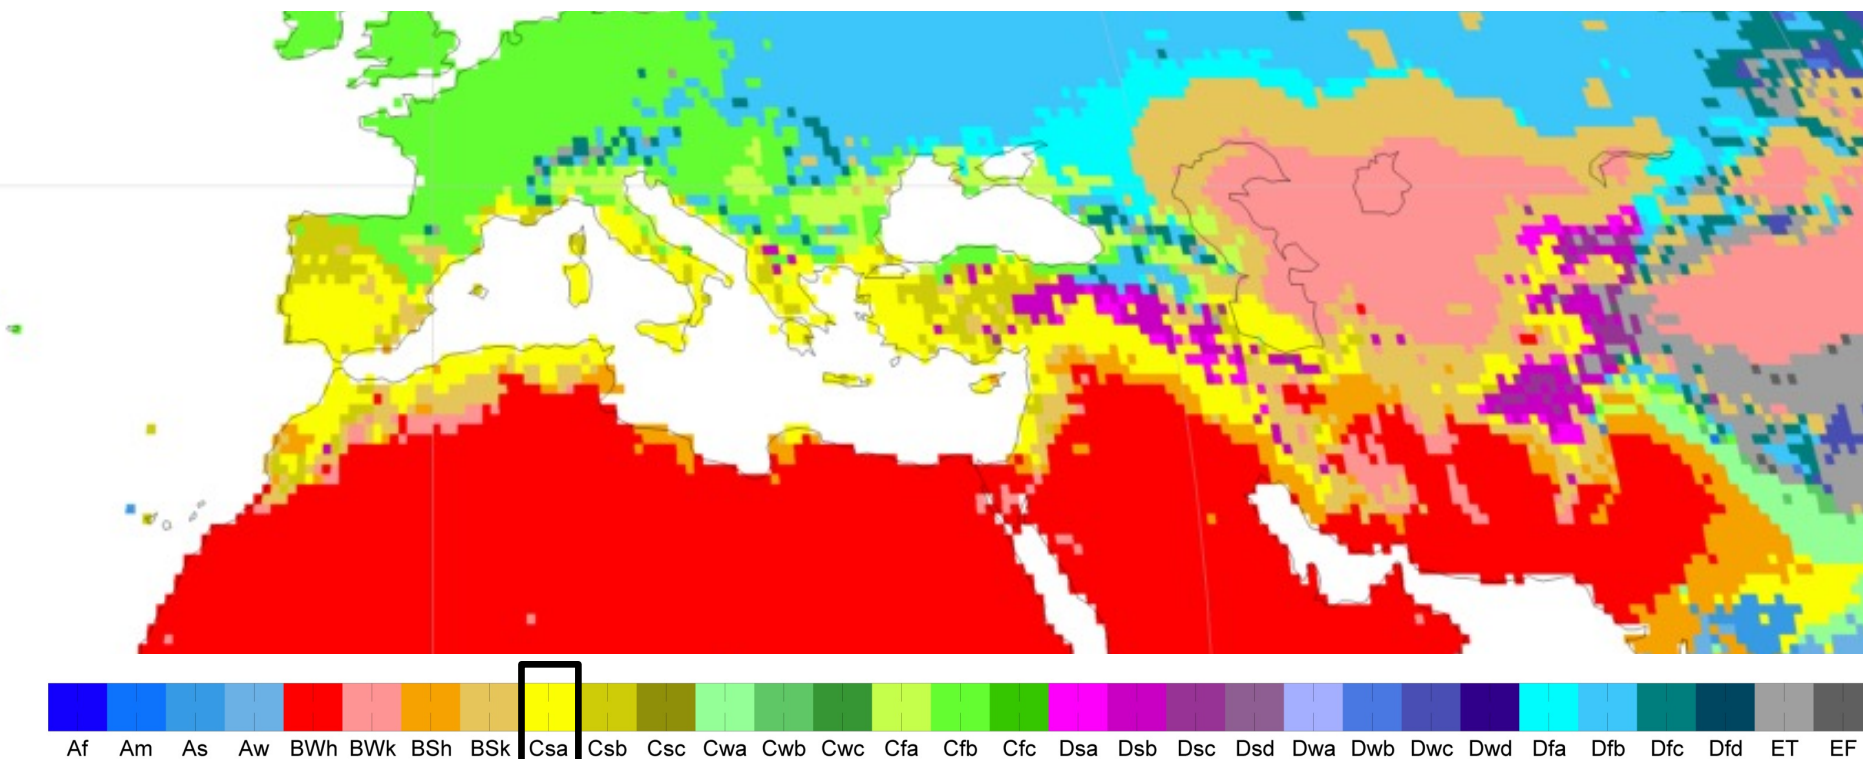 Af Am As Aw BWh BWk BSh BSk Csa Csb Csc Cwa Cwb Cwc Cfa Cfb Cfc Dsa Dsb Dsc Dsd Dwa Dwb Dwc Dwd Dfa Dfb Dfc Dfd ET EF